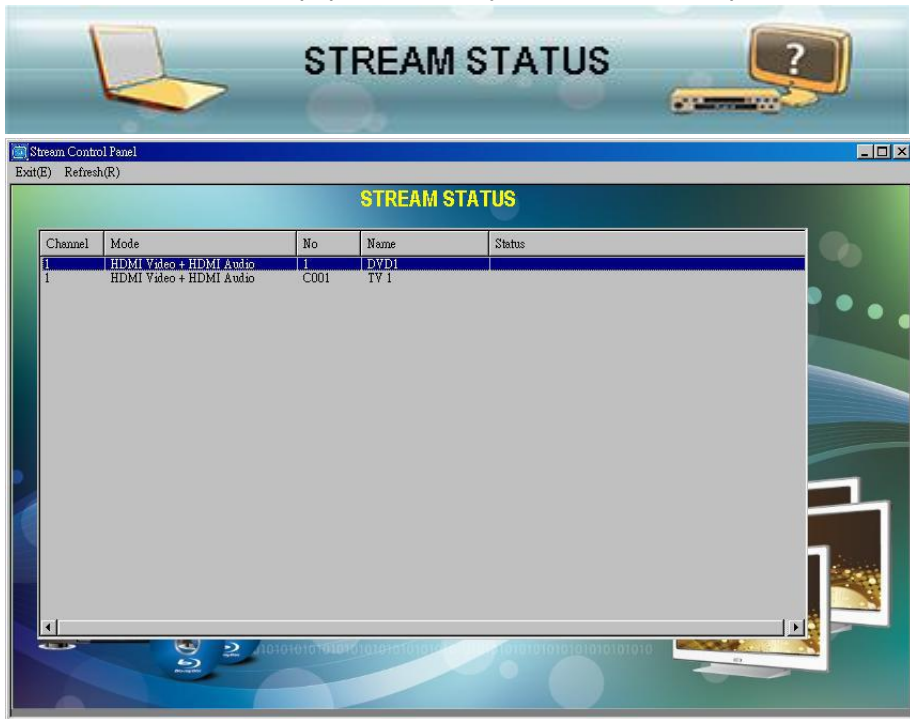 STREAM STATUS
?
Stream Control Panel
Exit(E) Refresh(R)
STREAM STATUS
Channel Mode No Name Status
1 HDMI Video + HDMI Audio 1 DVD1
1 HDMI Video + HDMI Audio C001 TV 1